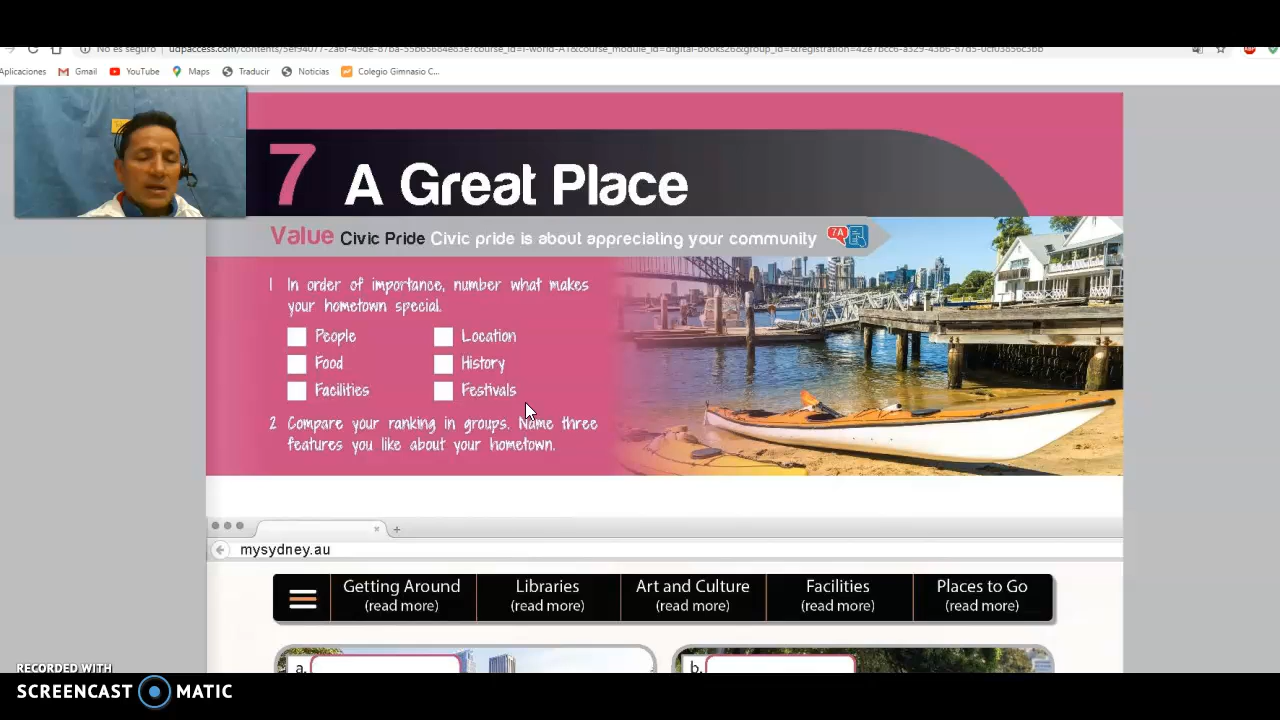 No es seguro
Aplicaciones Gmail YouTube Maps Traducir Noticias Colegio Gimnasio C...
7 A Great Place
Value Civic Pride Civic pride is about appreciating your community
7A
1 In order of importance, number what makes
your hometown special.
People Location
Food History
Facilities Festivals
2 Compare your ranking in groups. Name three
features you like about your hometown.
mysydney.au
Getting Around Libraries Art and Culture Facilities Places to Go
(read more) (read more) (read more) (read more) (read more)
a. b.
RECORDED WITH
SCREENCAST MATIC